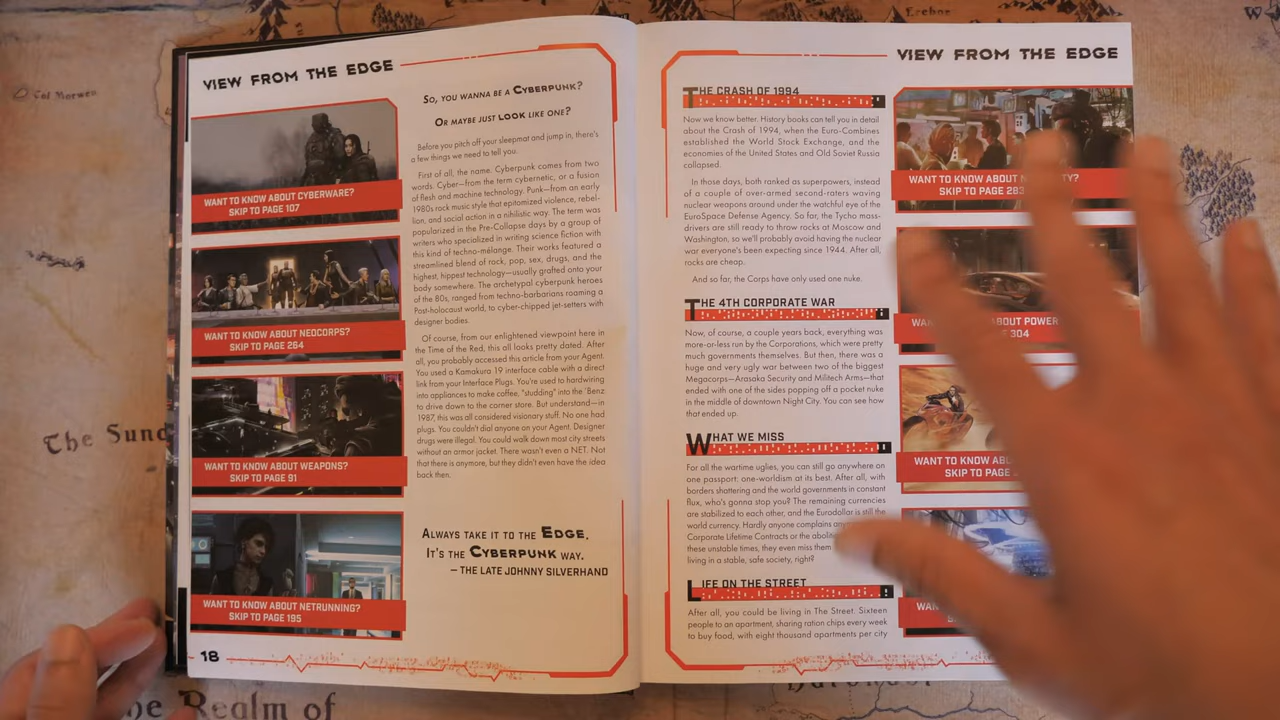 Erebor
W
Col Morwen
The Sund
he Realm of
VIEW FROM THE EDGE
WANT TO KNOW ABOUT CYBERWARE?
SKIP TO PAGE 107
WANT TO KNOW ABOUT NEOCORPS?
SKIP TO PAGE 264
WANT TO KNOW ABOUT WEAPONS?
SKIP TO PAGE 91
WANT TO KNOW ABOUT NETRUNNING?
SKIP TO PAGE 195
18
SO, YOU WANNA BE A CYBERPUNK?
OR MAYBE JUST LOOK LIKE ONE?
Before you pitch off your sleepmat and jump in, there's
a few things we need to tell you.
First of all, the name. Cyberpunk comes from two
words. Cyber—from the term cybernetic, or a fusion
of flesh and machine technology. Punk—from an early
1980s rock music style that epitomized violence, rebel-
lion, and social action in a nihilistic way. The term was
popularized in the Pre-Collapse days by a group of
writers who specialized in writing science fiction with
this kind of techno-mélange. Their works featured a
streamlined blend of rock, pop, sex, drugs, and the
highest, hippest technology—usually grafted onto your
body somewhere. The archetypal cyberpunk heroes
of the 80s, ranged from techno-barbarians roaming a
Post-holocaust world, to cyber-chipped jet-setters with
designer bodies.
Of course, from our enlightened viewpoint here in
the Time of the Red, this all looks pretty dated. After
all, you probably accessed this article from your Agent.
You used a Kamakura 19 interface cable with a direct
link from your Interface Plugs. You're used to hardwiring
into appliances to make coffee, "studding" into the 'Benz
to drive down to the corner store. But understand—in
1987, this was all considered visionary stuff. No one had
plugs. You couldn't dial anyone on your Agent. Designer
drugs were illegal. You could walk down most city streets
without an armor jacket. There wasn't even a NET. Not
that there is anymore, but they didn't even have the idea
back then.
ALWAYS TAKE IT TO THE EDGE,
IT'S THE CYBERPUNK WAY.
— THE LATE JOHNNY SILVERHAND
VIEW FROM THE EDGE
THE CRASH OF 1994
Now we know better. History books can tell you in detail
about the Crash of 1994, when the Euro-Combines
established the World Stock Exchange, and the
economies of the United States and Old Soviet Russia
collapsed.
In those days, both ranked as superpowers, instead
of a couple of over-armed second-raters waving
nuclear weapons around under the watchful eye of the
EuroSpace Defense Agency. So far, the Tycho mass-
drivers are still ready to throw rocks at Moscow and
Washington, so we'll probably avoid having the nuclear
war everyone's been expecting since 1944. After all,
rocks are cheap.
And so far, the Corps have only used one nuke.
THE 4TH CORPORATE WAR
Now, of course, a couple years back, everything was
more-or-less run by the Corporations, which were pretty
much governments themselves. But then, there was a
huge and very ugly war between two of the biggest
Megacorps—Arasaka Security and Militech Arms—that
ended with one of the sides popping off a pocket nuke
in the middle of downtown Night City. You can see how
that ended up.
WHAT WE MISS
For all the wartime uglies, you can still go anywhere on
one passport: one-worldism at its best. After all, with
borders shattering and the world governments in constant
flux, who's gonna stop you? The remaining currencies
are stabilized to each other, and the Eurodollar is still the
world currency. Hardly anyone complains
Corporate Lifetime Contracts or the
these unstable times, they even miss them
living in a stable, safe society, right?
LIFE ON THE STREET
After all, you could be living in The Street. Sixteen
people to an apartment, sharing ration chips every week
to buy food, with eight thousand apartments per city
WANT TO KNOW ABOUT
SKIP TO PAGE 283
ABOUT POWER
304
WANT TO KNOW
SKIP TO PAGE